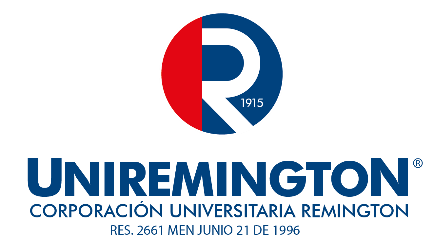 R
1915
UNIREMINGTON®
CORPORACIÓN UNIVERSITARIA REMINGTON
RES. 2661 MEN JUNIO 21 DE 1996